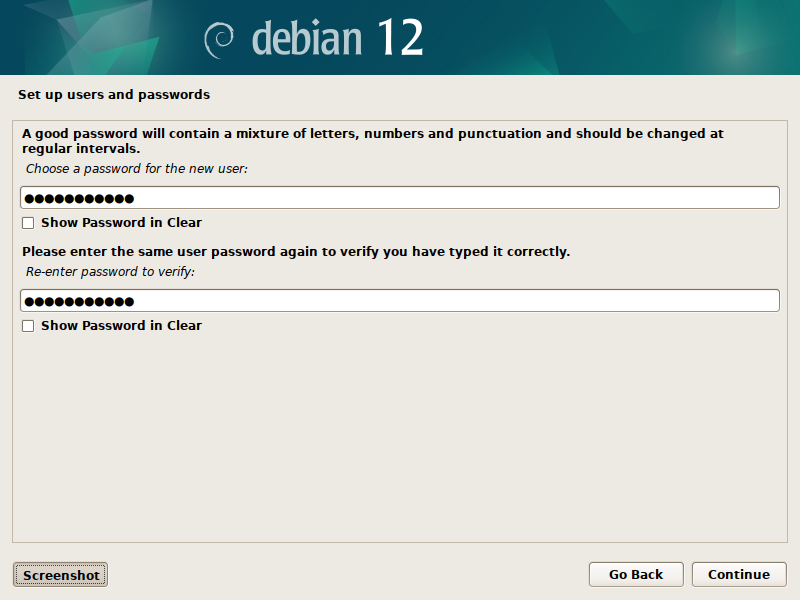 debian 12
Set up users and passwords
A good password will contain a mixture of letters, numbers and punctuation and should be changed at
regular intervals.
Choose a password for the new user:
●●●●●●●●●●●
Show Password in Clear
Please enter the same user password again to verify you have typed it correctly.
Re-enter password to verify:
●●●●●●●●●●●
Show Password in Clear
Screenshot
Go Back
Continue